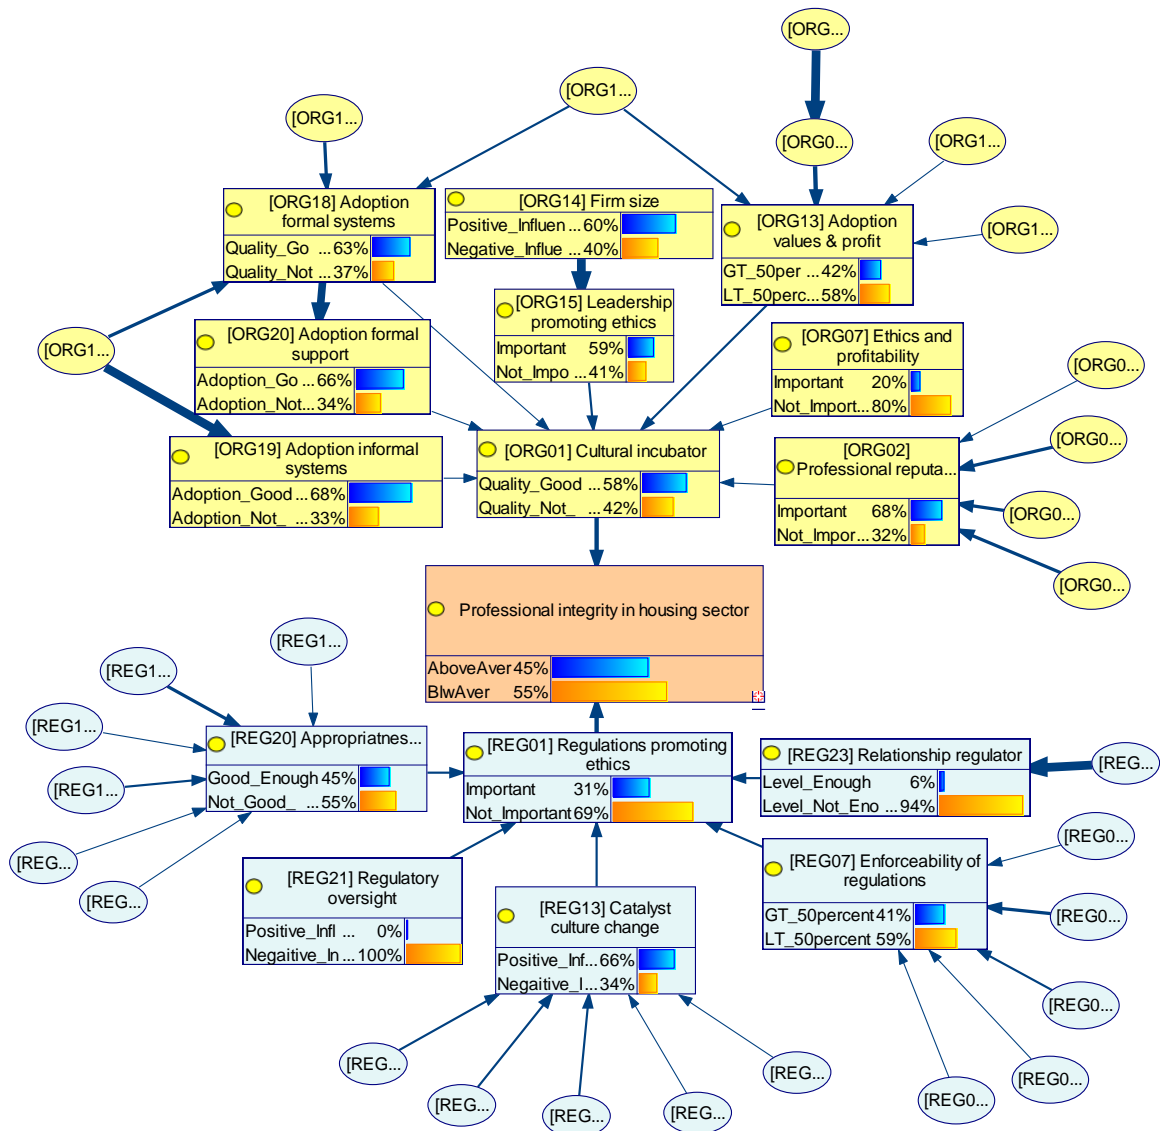 [ORG...
[ORG1...
[ORG1...
[ORG0...
[ORG1...
[ORG18] Adoption
formal systems
Quality_Go ...63%
Quality_Not ...37%
[ORG14] Firm size
Positive_Influen ...60%
Negative_Influe ...40%
[ORG13] Adoption
values & profit
GT_50per ...42%
LT_50perc...58%
[ORG1...
[ORG1...
[ORG20] Adoption formal
support
Adoption_Go ...66%
Adoption_Not...34%
[ORG15] Leadership
promoting ethics
Important 59%
Not_Impo ...41%
[ORG07] Ethics and
profitability
Important 20%
Not_Import...80%
[ORG0...
[ORG19] Adoption informal
systems
Adoption_Good ...68%
Adoption_Not_ ...33%
[ORG01] Cultural incubator
Quality_Good ...58%
Quality_Not_ ...42%
[ORG02]
Professional reputa...
Important 68%
Not_Impor...32%
[ORG0...
[ORG0...
[ORG0...
Professional integrity in housing sector
AboveAver 45%
BlwAver 55%
[REG1...
[REG1...
[REG1...
[REG1...
[REG...
[REG...
[REG20] Appropriatnes...
Good_Enough 45%
Not_Good_ ...55%
[REG01] Regulations promoting
ethics
Important 31%
Not_Important 69%
[REG23] Relationship regulator
Level_Enough 6%
Level_Not_Eno ...94%
[REG...
[REG21] Regulatory
oversight
Positive_Infl ... 0%
Negaitive_In ...100%
[REG13] Catalyst
culture change
Positive_Inf...66%
Negaitive_I...34%
[REG07] Enforceability of
regulations
GT_50percent 41%
LT_50percent 59%
[REG0...
[REG0...
[REG0...
[REG0...
[REG0...
[REG...
[REG...
[REG...
[REG...
[REG...